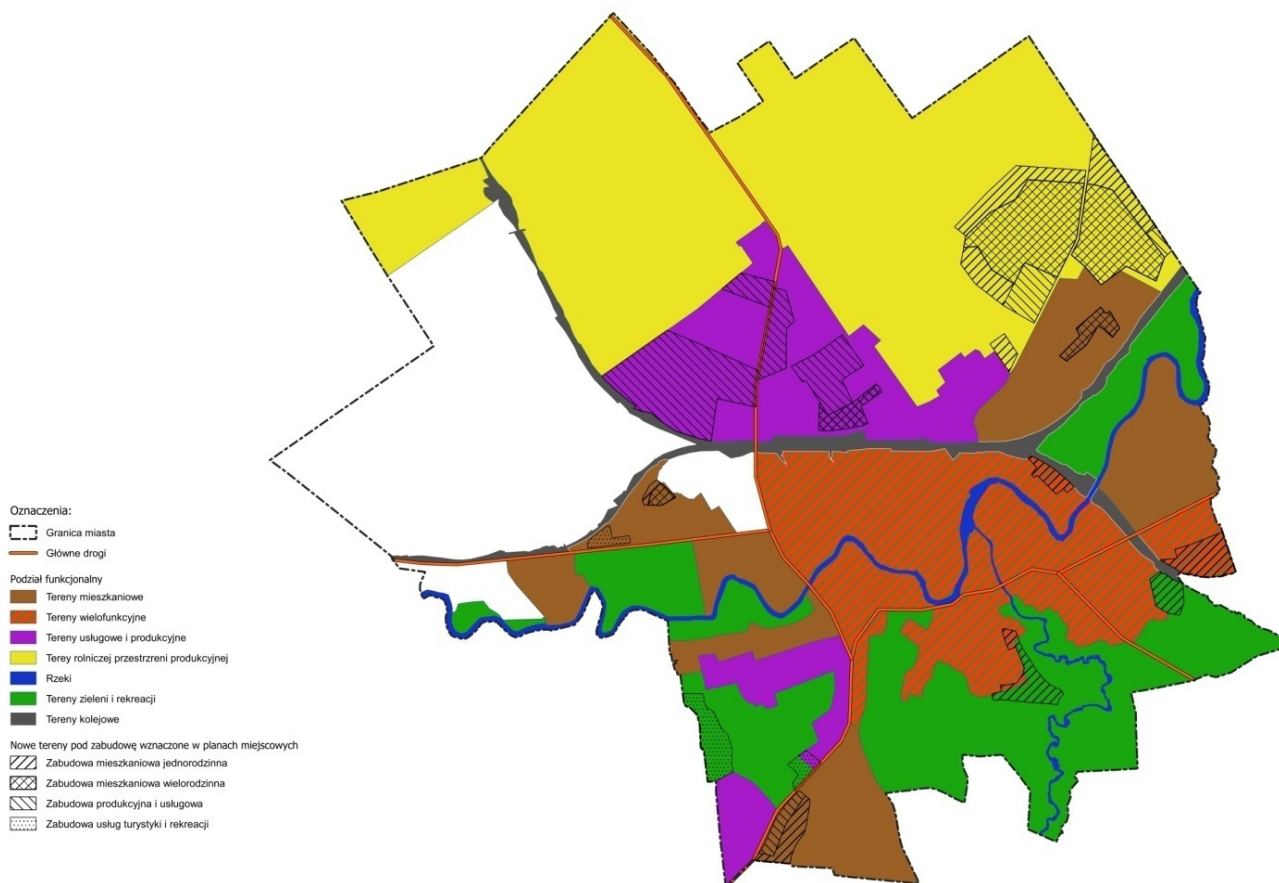 Oznaczenia:
Granica miasta
Główne drogi
Podział funkcjonalny
Tereny mieszkaniowe
Tereny wielofunkcyjne
Tereny usługowe i produkcyjne
Terey rolniczej przestrzreni produkcyjnej
Rzeki
Tereny zieleni i rekreacji
Tereny kolejowe
Nowe tereny pod zabudowę wznaczone w planach miejscowych
Zabudowa mieszkaniowa jednorodzinna
Zabudowa mieszkaniowa wielorodzinna
Zabudowa produkcyjna i usługowa
Zabudowa usług turystyki i rekreacji